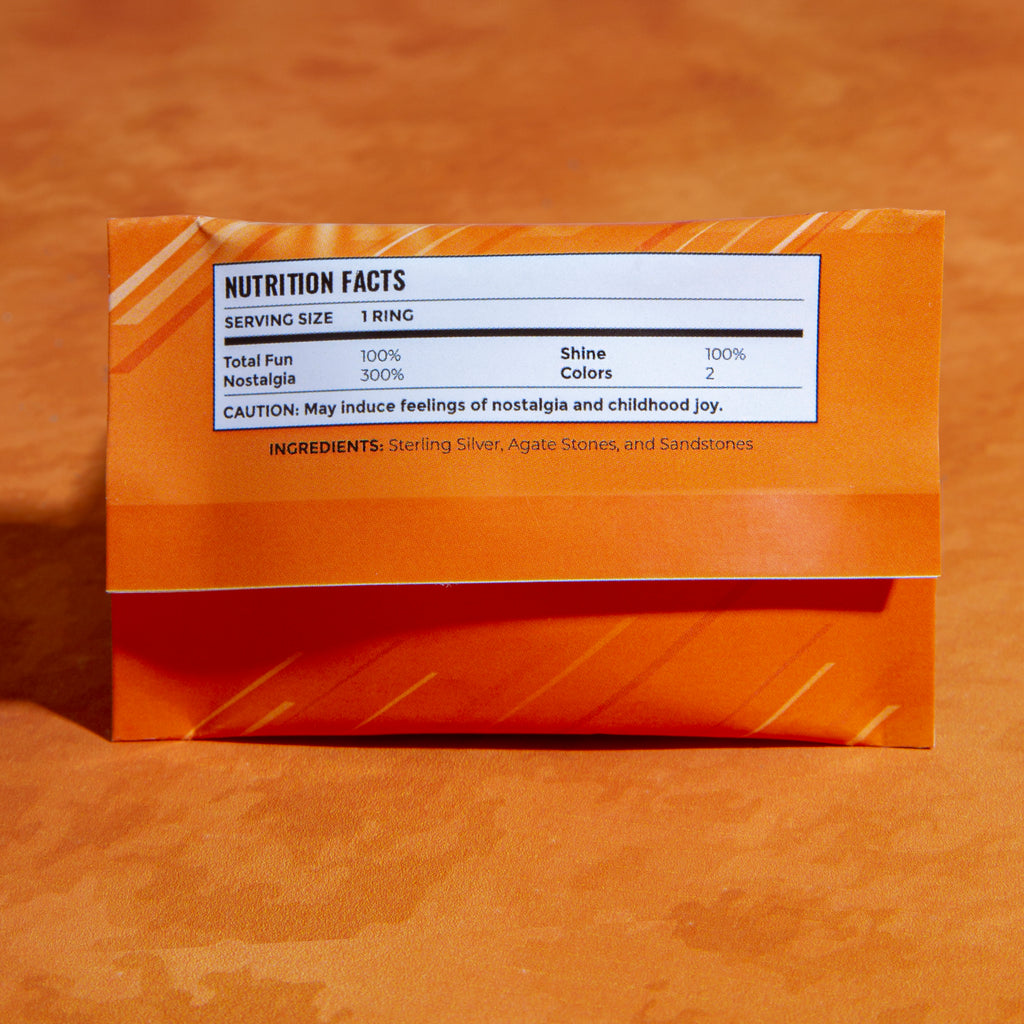 NUTRITION FACTS
SERVING SIZE 1 RING
Total Fun 100% Shine 100%
Nostalgia 300% Colors 2
CAUTION: May induce feelings of nostalgia and childhood joy.
INGREDIENTS: Sterling Silver, Agate Stones, and Sandstones